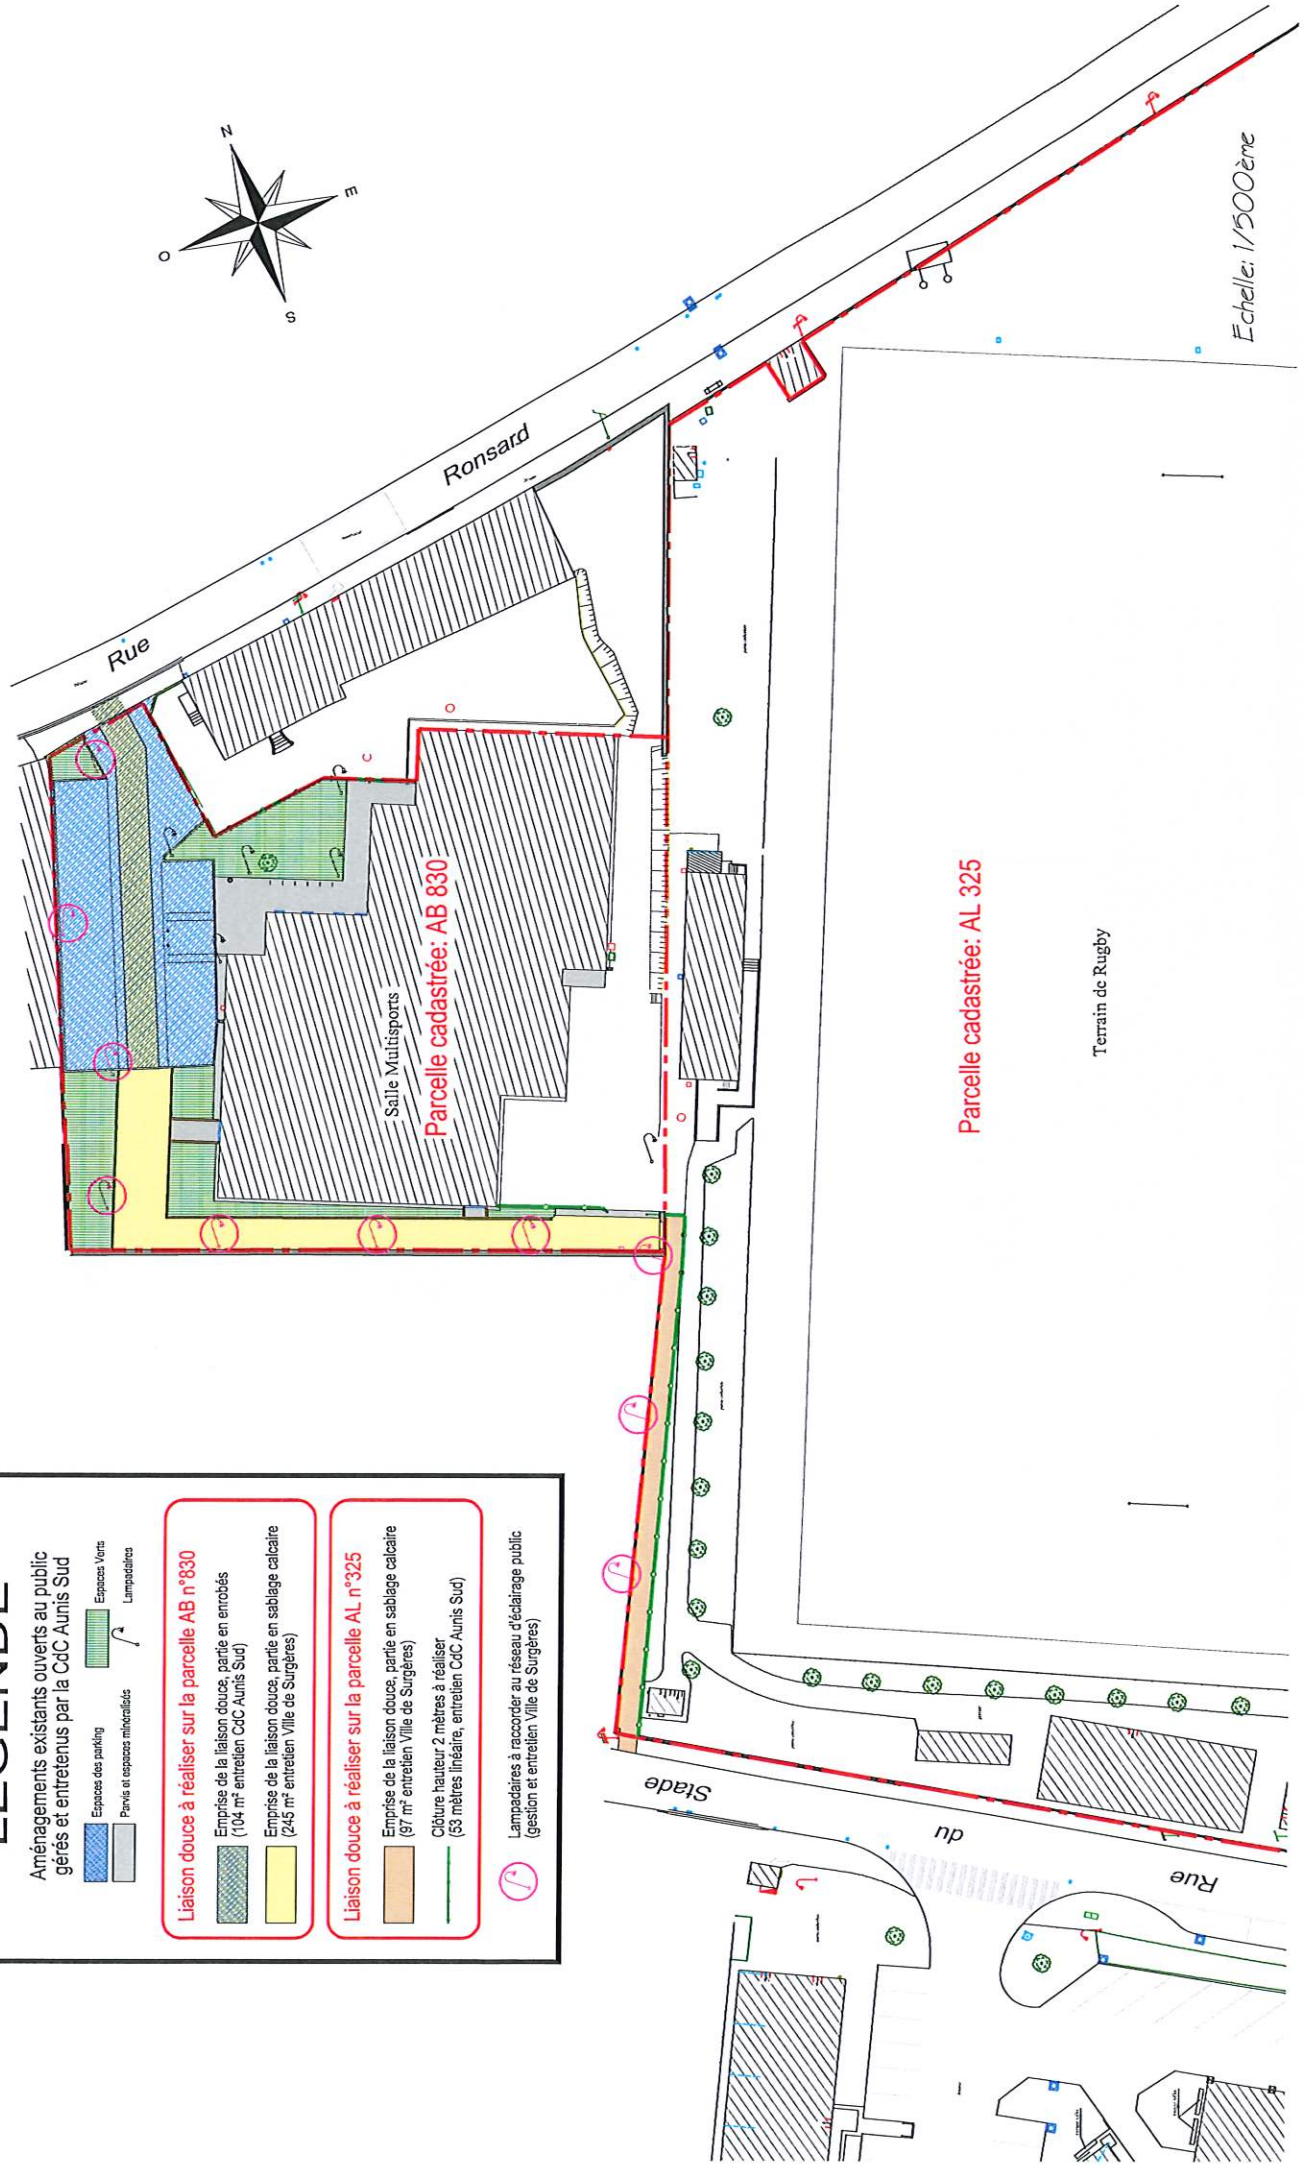 Aménagements existants ouverts au public
gérés et entretenus par la CdC Aunis Sud
Espaces des parking
Espaces Verts
Parvis et espaces minéralisés
Lampadaires
Liaison douce à réaliser sur la parcelle AB n°830
Emprise de la liaison douce, partie en enrobés
(104 m² entretien CdC Aunis Sud)
Emprise de la liaison douce, partie en sablage calcaire
(245 m² entretien Ville de Surgères)
Liaison douce à réaliser sur la parcelle AL n°325
Emprise de la liaison douce, partie en sablage calcaire
(97 m² entretien Ville de Surgères)
Clôture hauteur 2 mètres à réaliser
(53 mètres linéaire, entretien CdC Aunis Sud)
Lampadaires à raccorder au réseau d'éclairage public
(gestion et entretien Ville de Surgères)
Rue
Ronsard
N
E
S
O
Salle Multisports
Parcelle cadastrée: AB 830
Parcelle cadastrée: AL 325
Terrain de Rugby
Rue
du
Stade
Echelle: 1/500ème